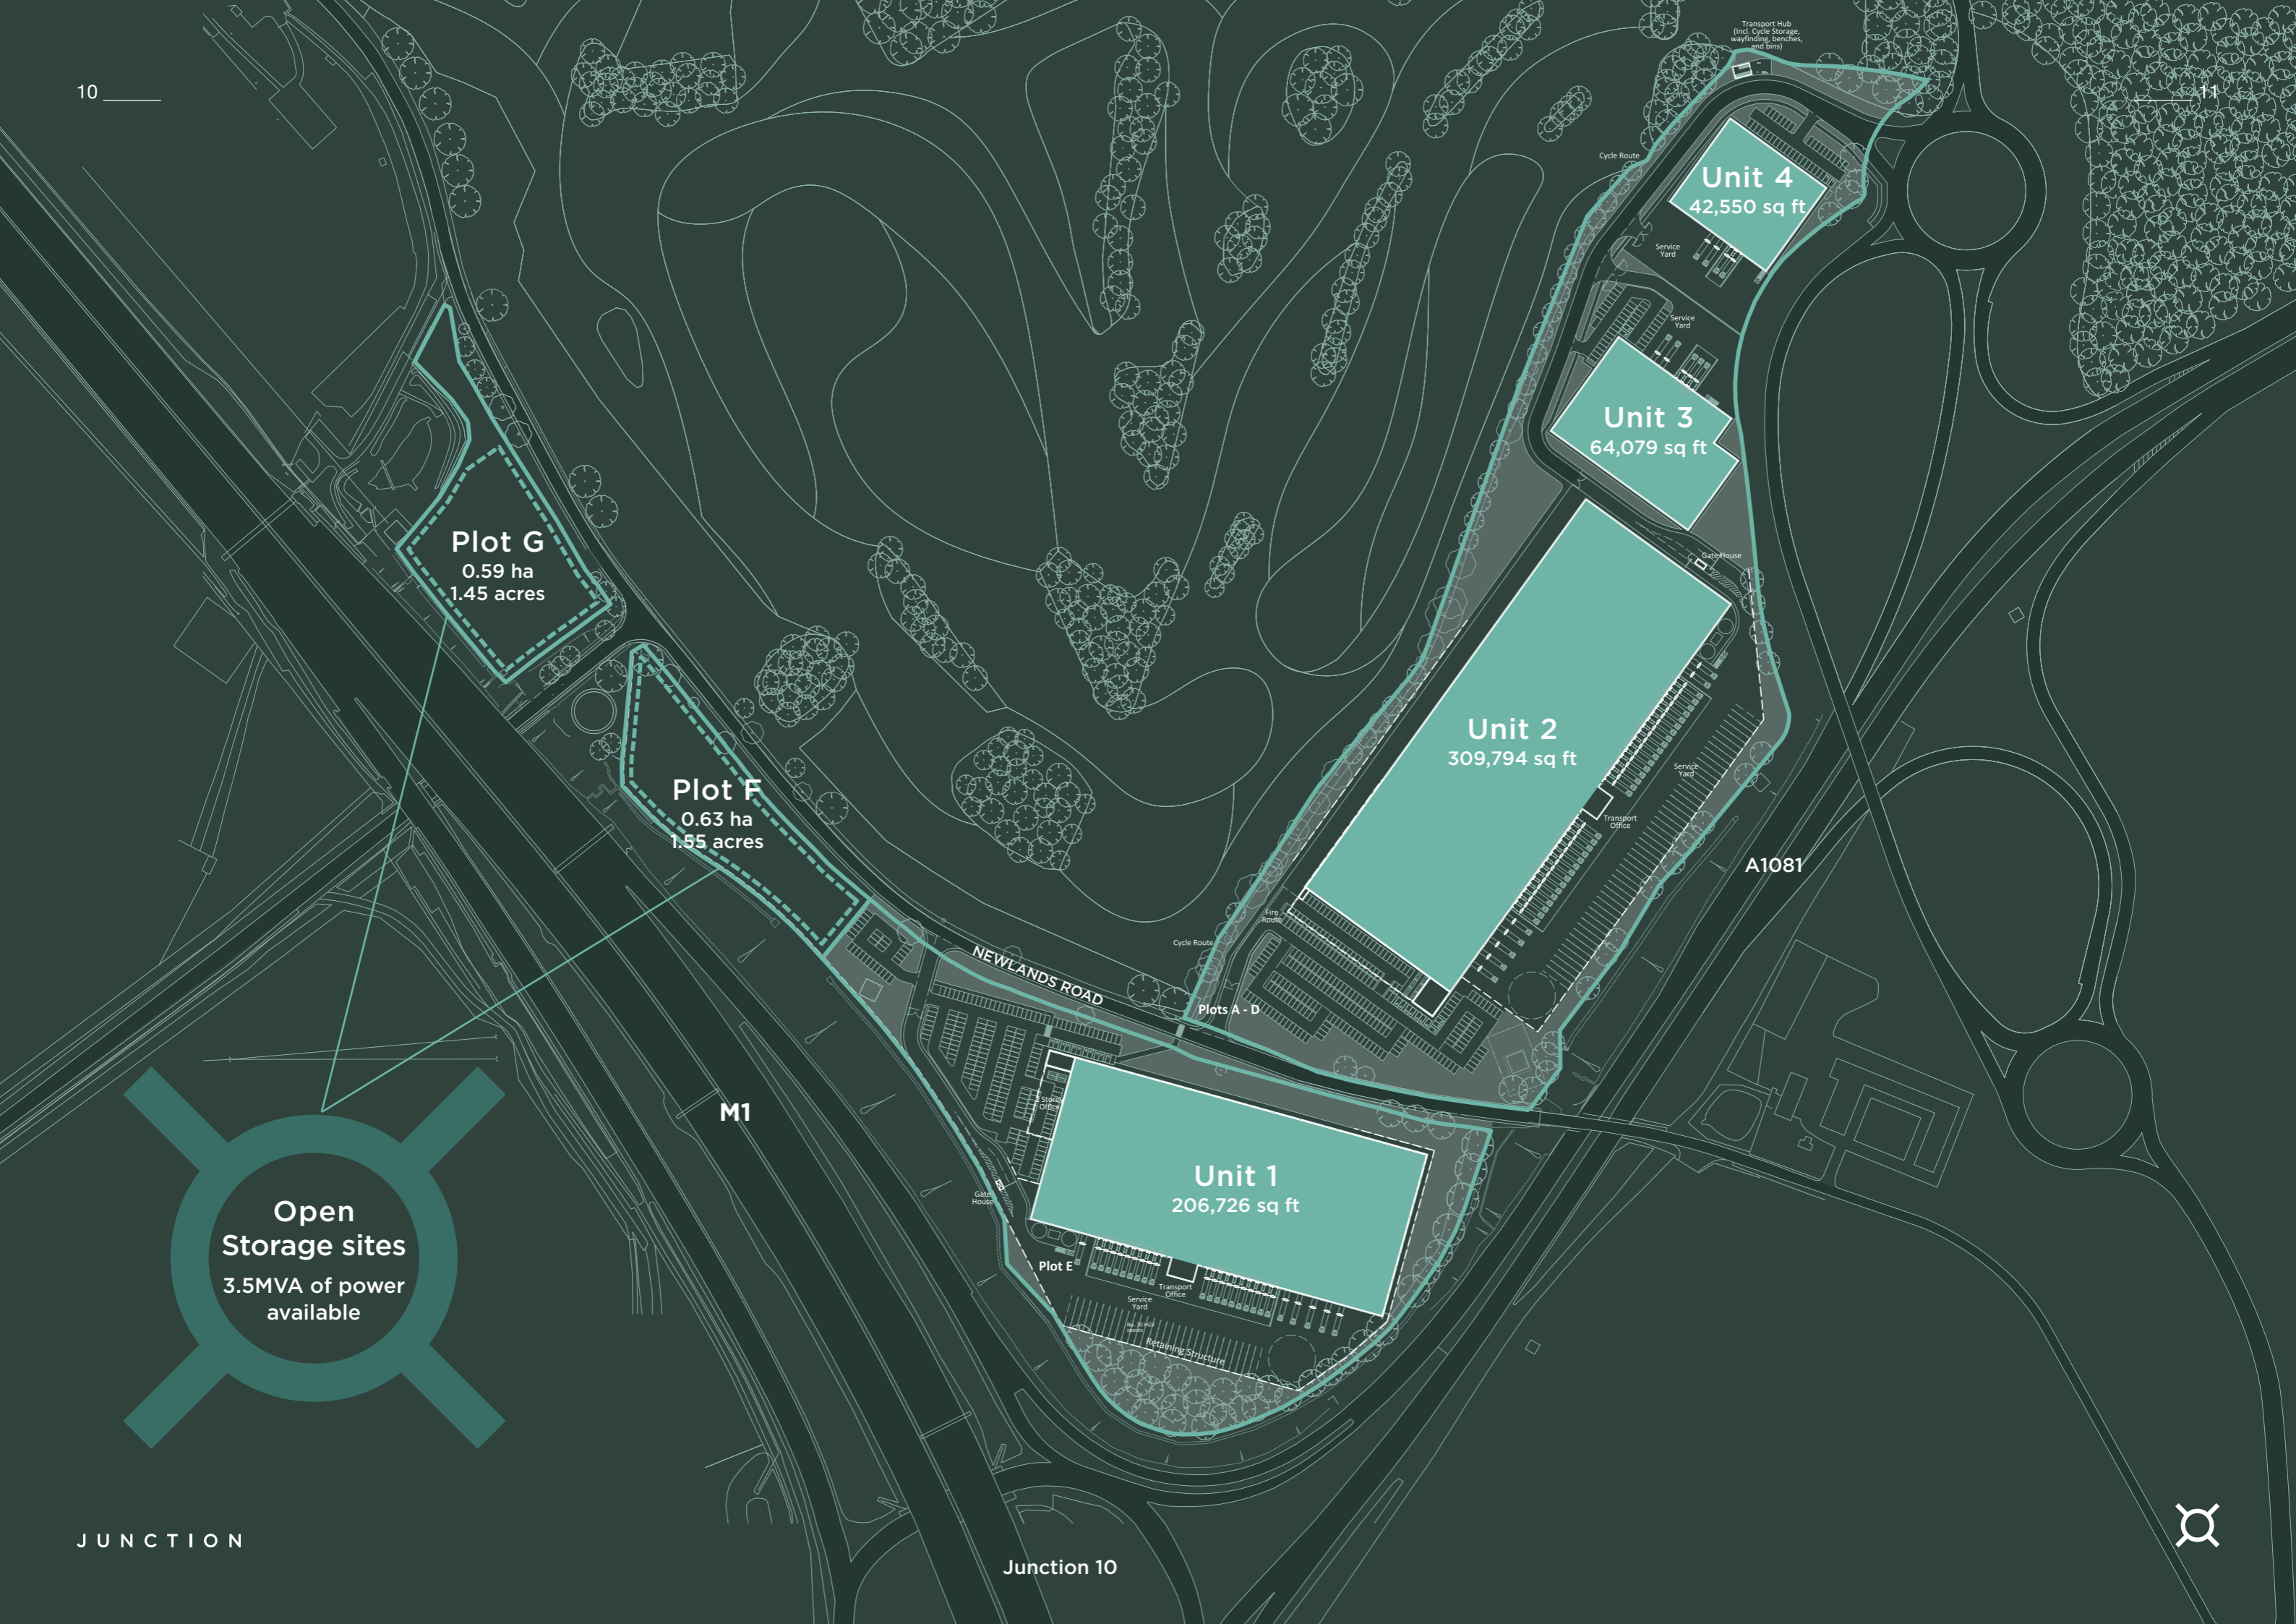 10
11
Transport Hub
(Incl. Cycle Storage,
wayfinding, benches,
and bins)
Cycle Route
Unit 4
42,550 sq ft
Service
Yard
Service
Yard
Unit 3
64,079 sq ft
Gate House
Plot G
0.59 ha
1.45 acres
Unit 2
309,794 sq ft
Service
Yard
Plot F
0.63 ha
1.55 acres
Transport
Office
A1081
Fire
Route
Cycle Route
NEWLANDS ROAD
Plots A - D
M1
2 Storey
Office
Unit 1
206,726 sq ft
Gate
House
Plot E
Transport
Office
Service
Yard
Retaining Structure
Open
Storage sites
3.5MVA of power
available
JUNCTION
Junction 10